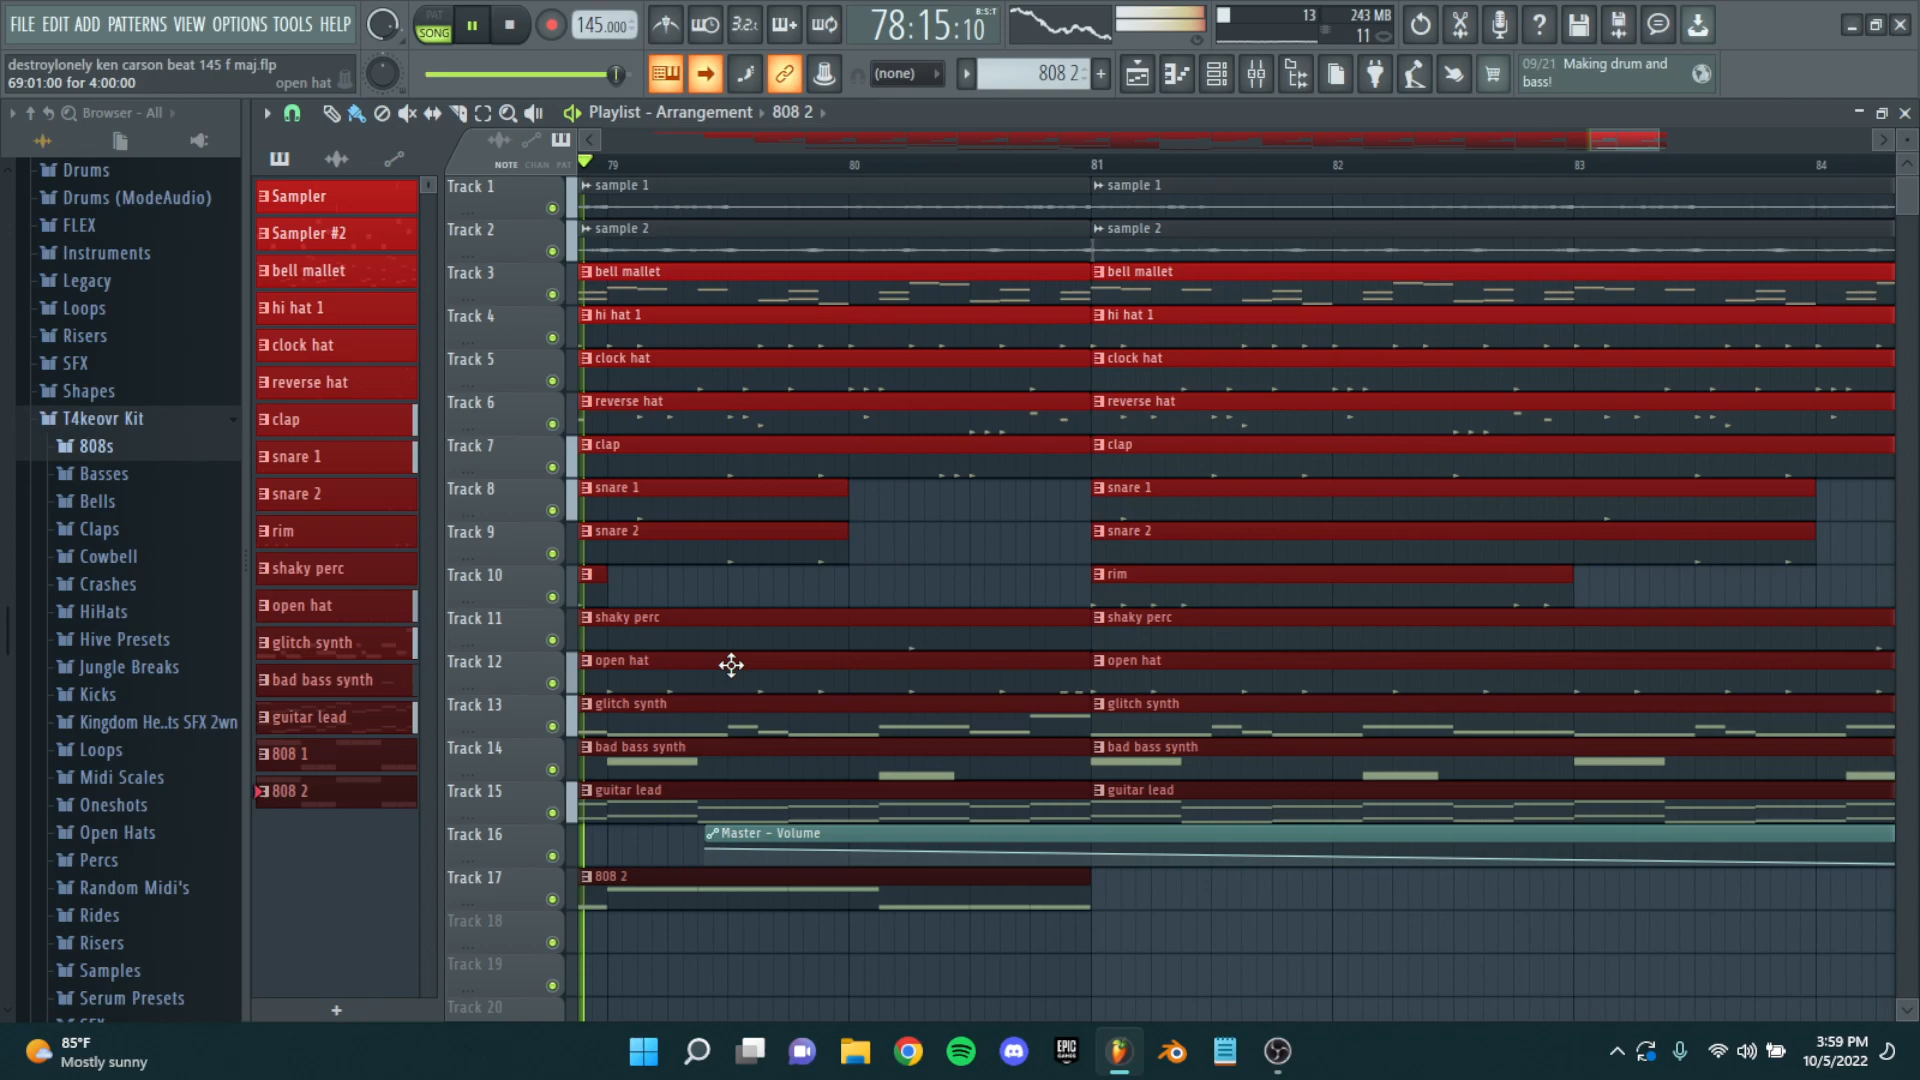 FILE EDIT ADD PATTERNS VIEW OPTIONS TOOLS HELP
PAT
SONG
145.000
3.2.
78:15:10
B:S:T
13
243 MB
11
destroylonely ken carson beat 145 f maj.flp
69:01:00 for 4:00:00
open hat
(none)
808 2
+
09/21 Making drum and
bass!
Browser - All
Playlist - Arrangement
808 2
NOTE CHAN PAT
79
80
81
82
83
84
Drums
Drums (ModeAudio)
FLEX
Instruments
Legacy
Loops
Risers
SFX
Shapes
T4keovr Kit
808s
Basses
Bells
Claps
Cowbell
Crashes
HiHats
Hive Presets
Jungle Breaks
Kicks
Kingdom He..ts SFX 2wn
Loops
Midi Scales
Oneshots
Open Hats
Percs
Random Midi's
Rides
Risers
Samples
Serum Presets
Sampler
Sampler #2
bell mallet
hi hat 1
clock hat
reverse hat
clap
snare 1
snare 2
rim
shaky perc
open hat
glitch synth
bad bass synth
guitar lead
808 1
808 2
+
Track 1
sample 1
sample 1
Track 2
sample 2
sample 2
Track 3
bell mallet
bell mallet
Track 4
hi hat 1
hi hat 1
Track 5
clock hat
clock hat
Track 6
reverse hat
reverse hat
Track 7
clap
clap
Track 8
snare 1
snare 1
Track 9
snare 2
snare 2
Track 10
rim
Track 11
shaky perc
shaky perc
Track 12
open hat
open hat
Track 13
glitch synth
glitch synth
Track 14
bad bass synth
bad bass synth
Track 15
guitar lead
guitar lead
Track 16
Master - Volume
Track 17
808 2
Track 18
Track 19
Track 20
85°F
Mostly sunny
EPIC
GAMES
3:59 PM
10/5/2022